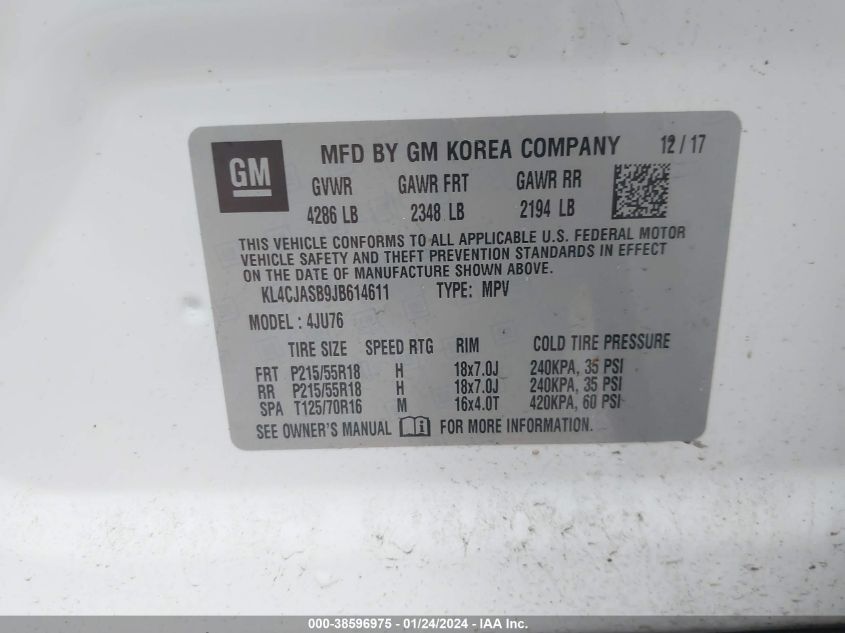 GM
MFD BY GM KOREA COMPANY 12 / 17
GVWR GAWR FRT GAWR RR
4286 LB 2348 LB 2194 LB
THIS VEHICLE CONFORMS TO ALL APPLICABLE U.S. FEDERAL MOTOR
VEHICLE SAFETY AND THEFT PREVENTION STANDARDS IN EFFECT
ON THE DATE OF MANUFACTURE SHOWN ABOVE.
KL4CJASB9JB614611 TYPE: MPV
MODEL : 4JU76
TIRE SIZE SPEED RTG RIM COLD TIRE PRESSURE
FRT P215/55R18 H 18x7.0J 240KPA, 35 PSI
RR P215/55R18 H 18x7.0J 240KPA, 35 PSI
SPA T125/70R16 M 16x4.0T 420KPA, 60 PSI
SEE OWNER'S MANUAL i FOR MORE INFORMATION.
000-38596975 - 01/24/2024 - IAA Inc.